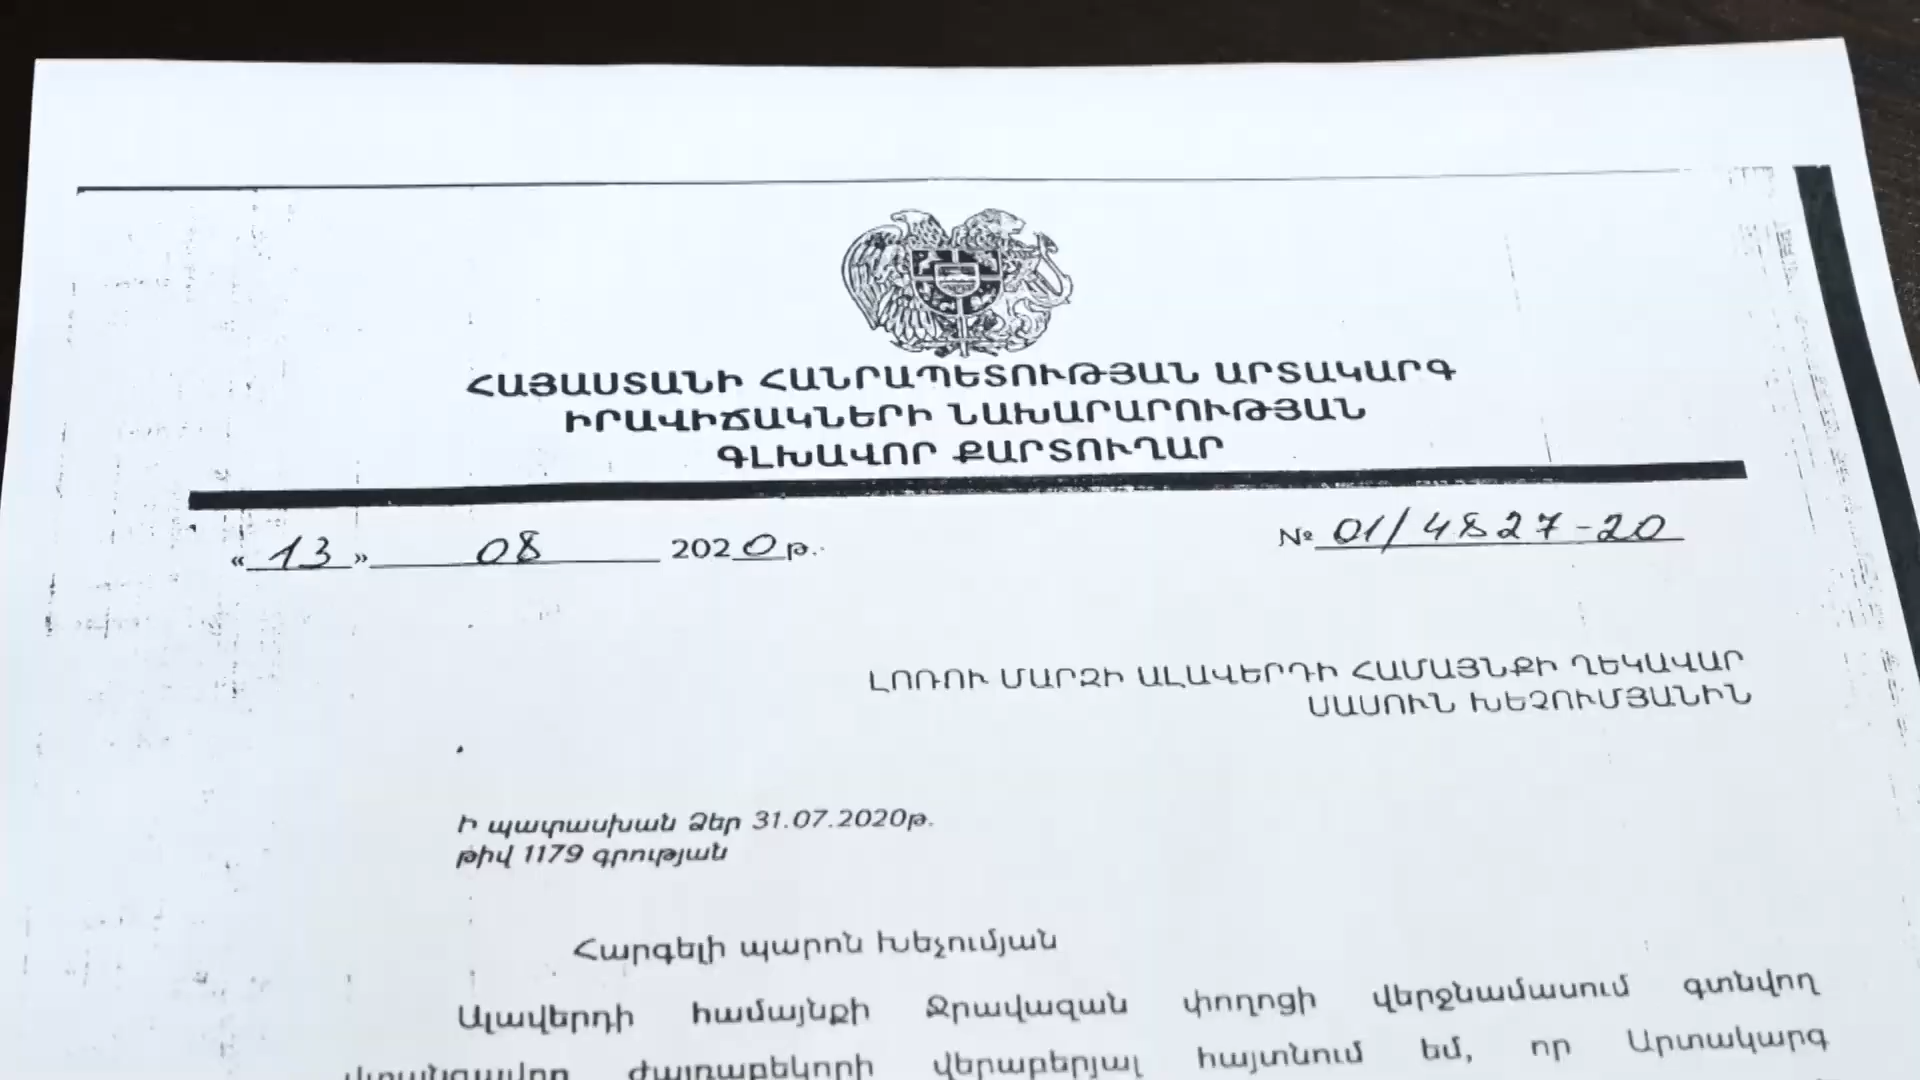 ՀԱՅԱՍՏԱՆԻ ՀԱՆՐԱՊԵՏՈՒԹՅԱՆ ԱՐՏԱԿԱՐԳ
ԻՐԱՎԻՃԱԿՆԵՐԻ ՆԱԽԱՐԱՐՈՒԹՅԱՆ
ԳԼԽԱՎՈՐ ՔԱՐՏՈՒՂԱՐ
«13» 08 2020թ.
№ 01/4827-20
ԼՈՌՈՒ ՄԱՐԶԻ ԱԼԱՎԵՐԴԻ ՀԱՄԱՅՆՔԻ ՂԵԿԱՎԱՐ
ՍԱՍՈՒՆ ԽԵՉՈՒՄՅԱՆԻՆ
Ի պատասխան Ձեր 31.07.2020թ.
թիվ 1179 գրության
Հարգելի պարոն Խեչումյան
Ալավերդի համայնքի Ջրավազան փողոցի վերջնամասում գտնվող
վտանգավոր ժայռաբեկորի վերաբերյալ հայտնում եմ, որ Արտակարգ